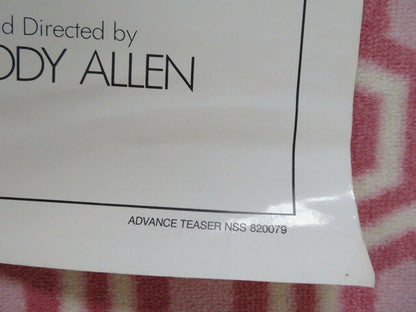 d Directed by
ODY ALLEN
ADVANCE TEASER NSS 820079